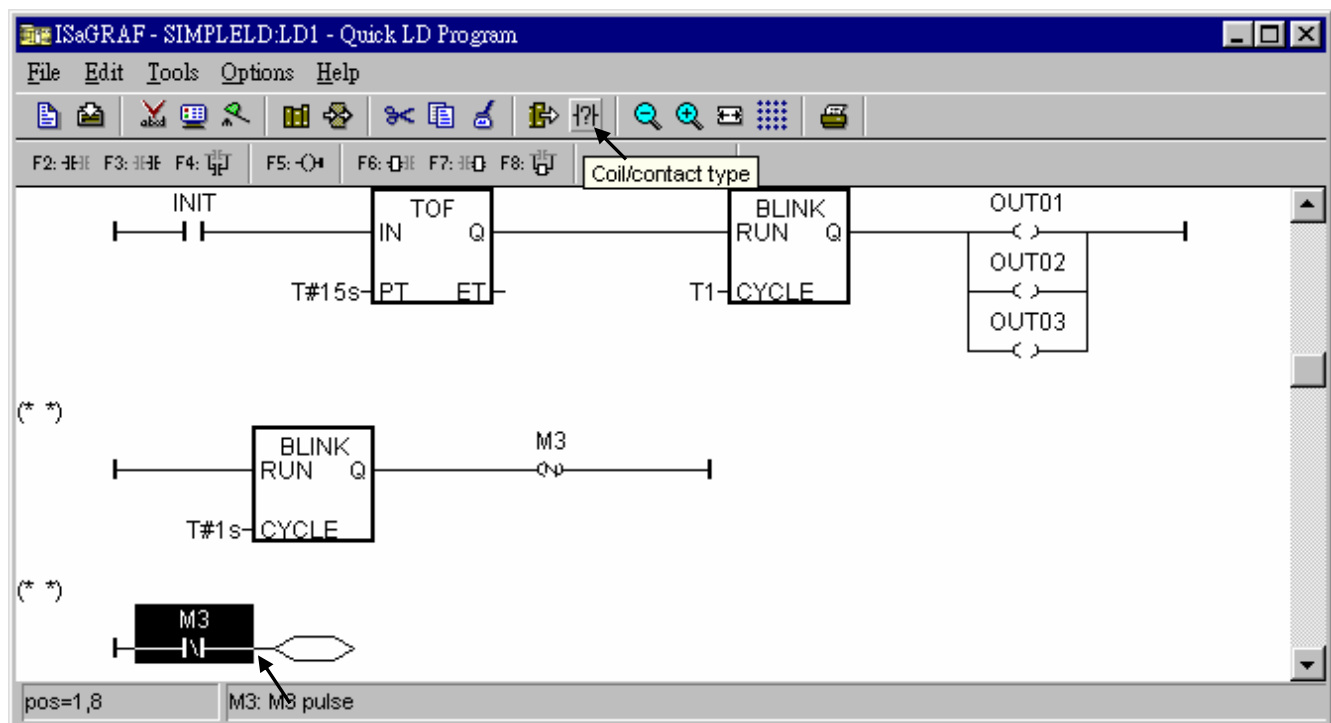 ISaGRAF - SIMPLELD:LD1 - Quick LD Program
File Edit Tools Options Help
abcd
F2: F3: F4: F5: F6: F7: F8:
Coil/contact type
INIT TOF BLINK OUT01
IN Q RUN Q
OUT02
T#15s PT ET T1 CYCLE
OUT03
(* *)
BLINK M3
RUN Q
N
T#1s CYCLE
(* *)
M3
pos=1,8 M3: M3 pulse